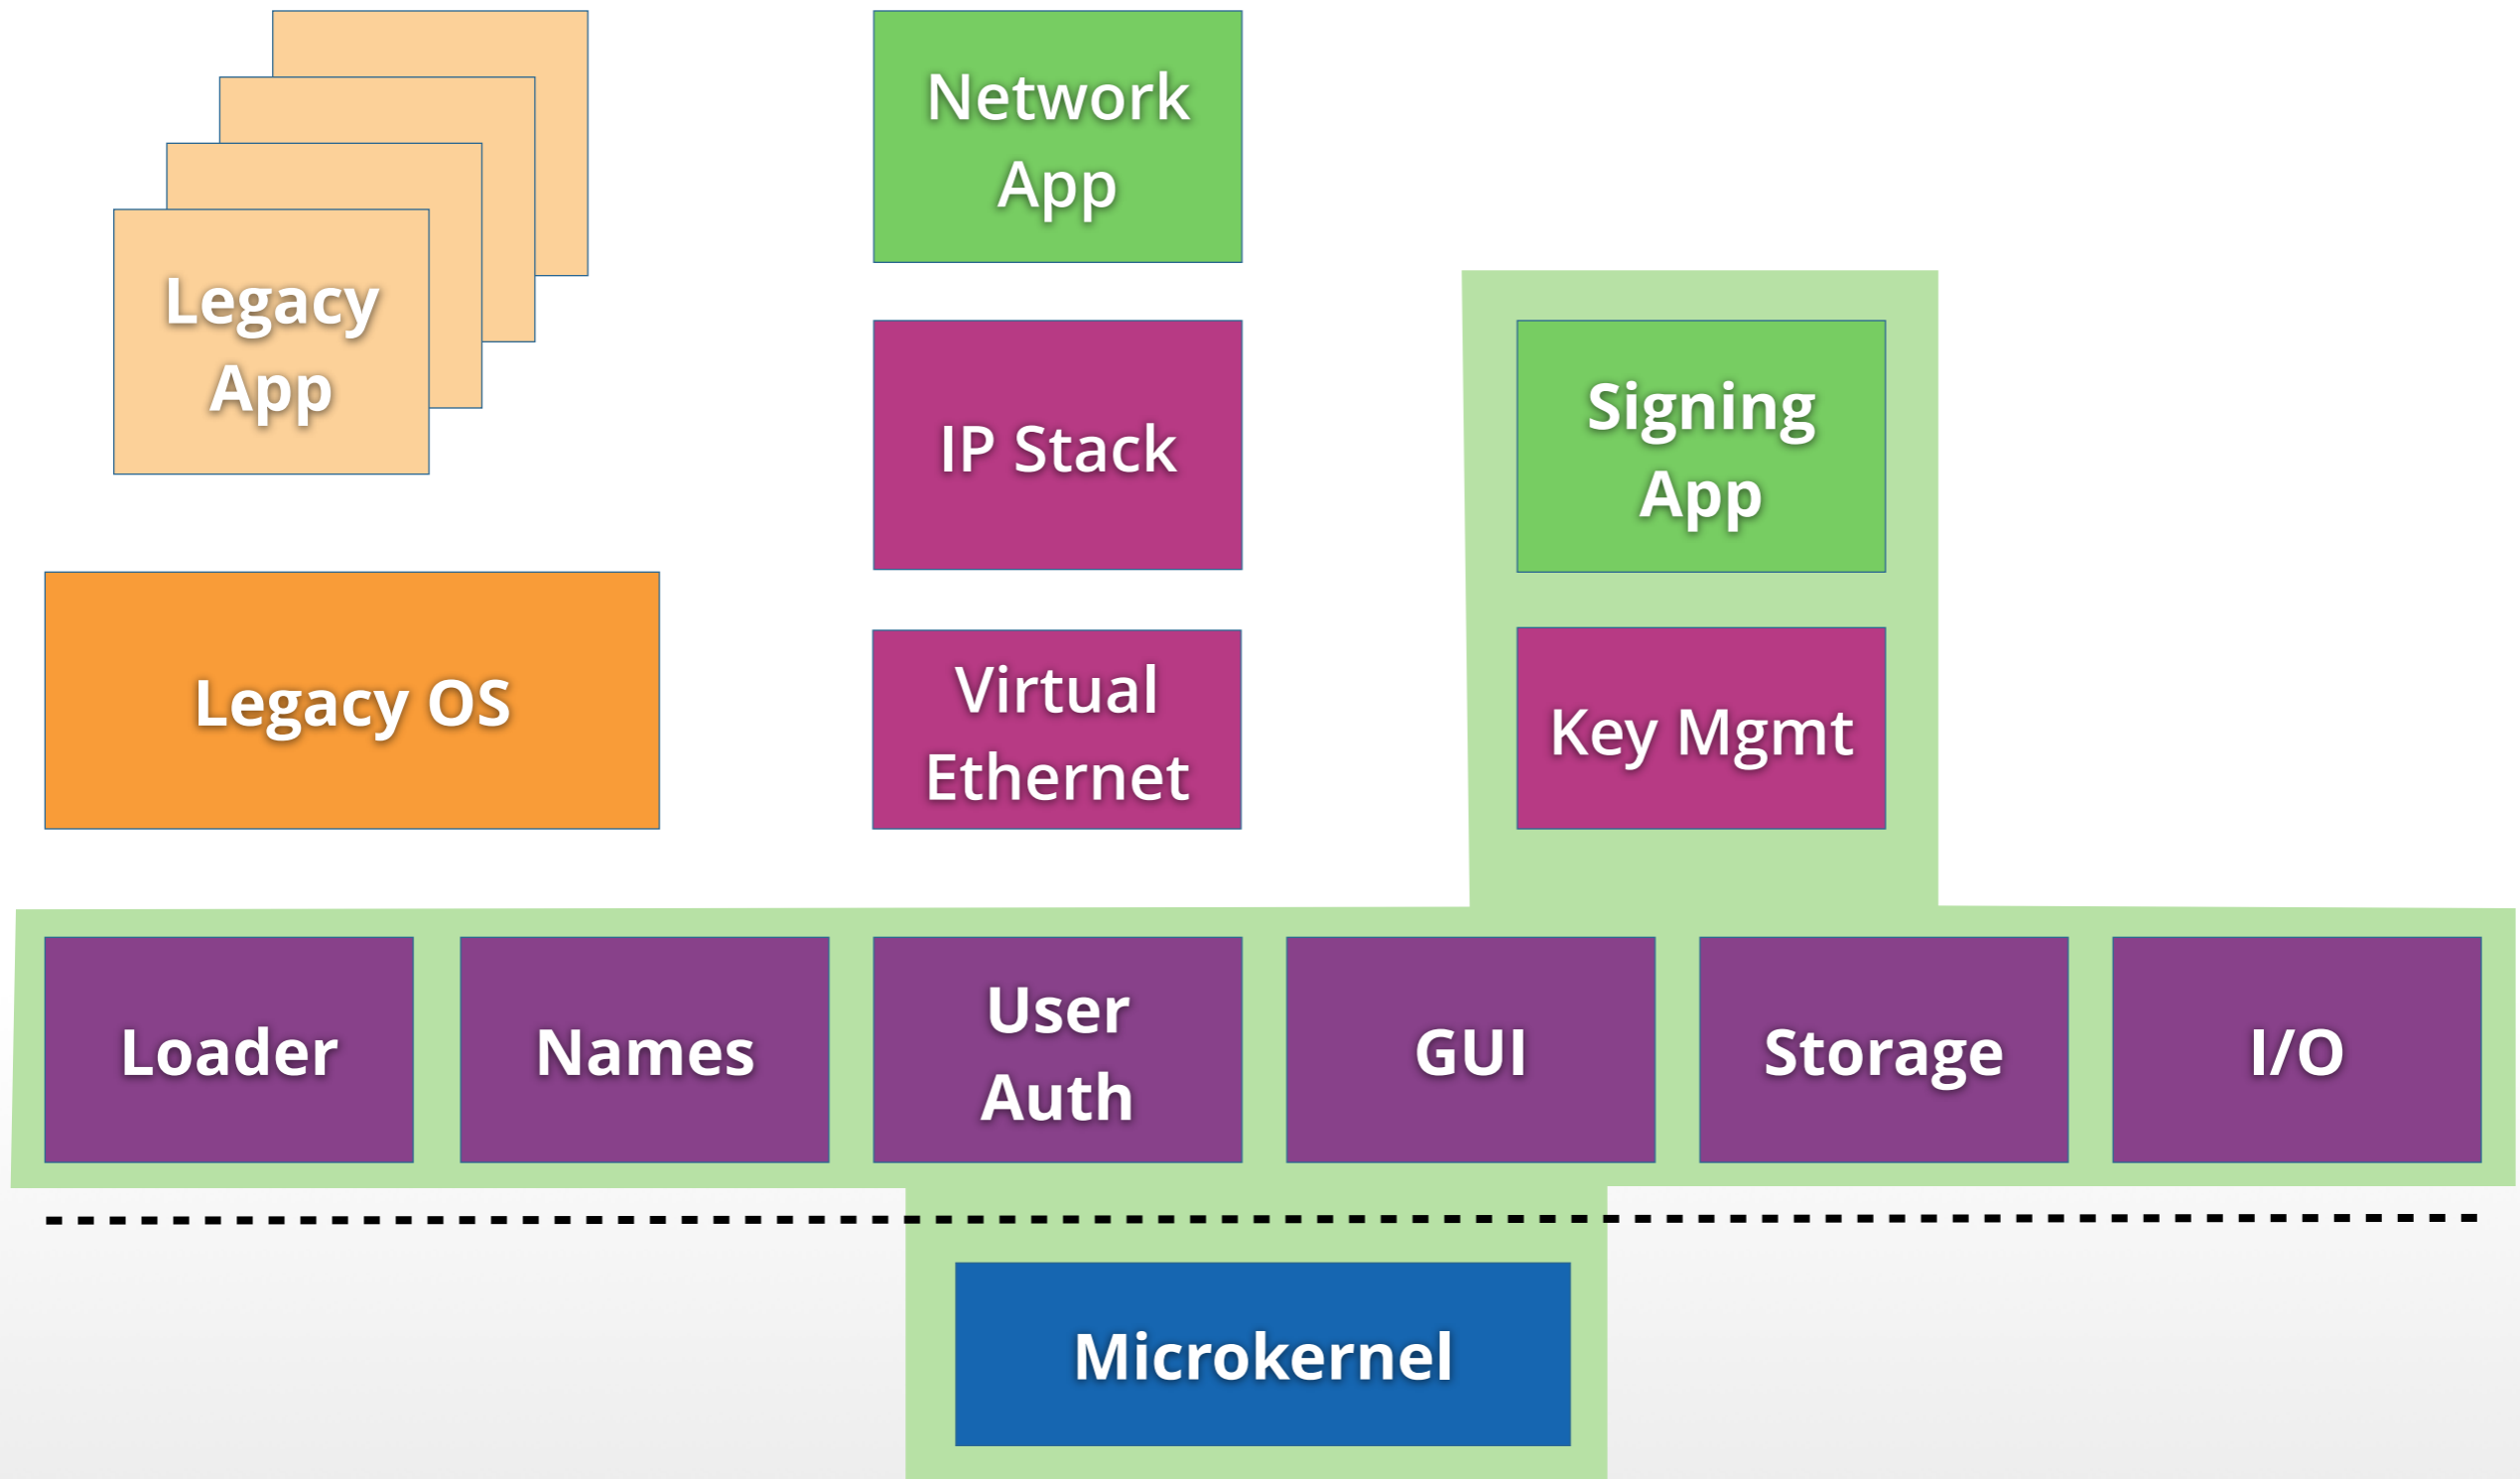 Network
App
Legacy
App
IP Stack
Signing
App
Legacy OS
Virtual
Ethernet
Key Mgmt
Loader
Names
User
Auth
GUI
Storage
I/O
Microkernel